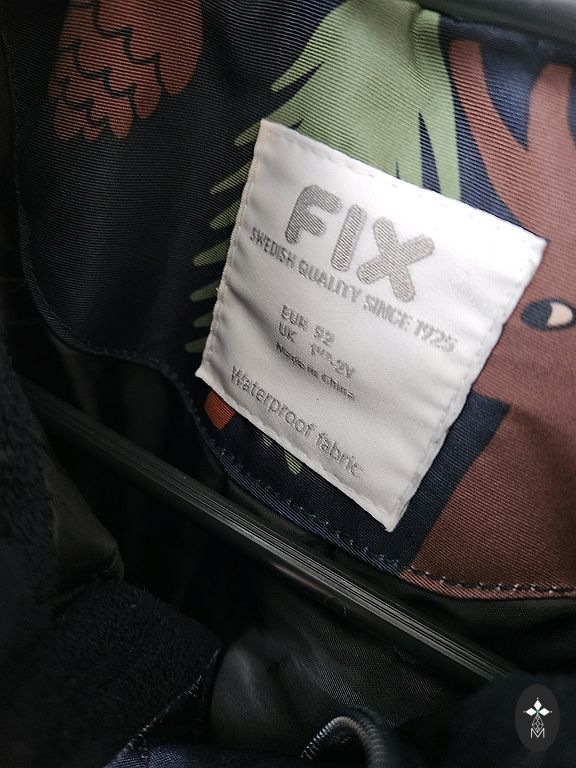 FIX
SWEDISH QUALITY SINCE 1925
EUR 92
UK 1½-2Y
Made in China
Waterproof fabric